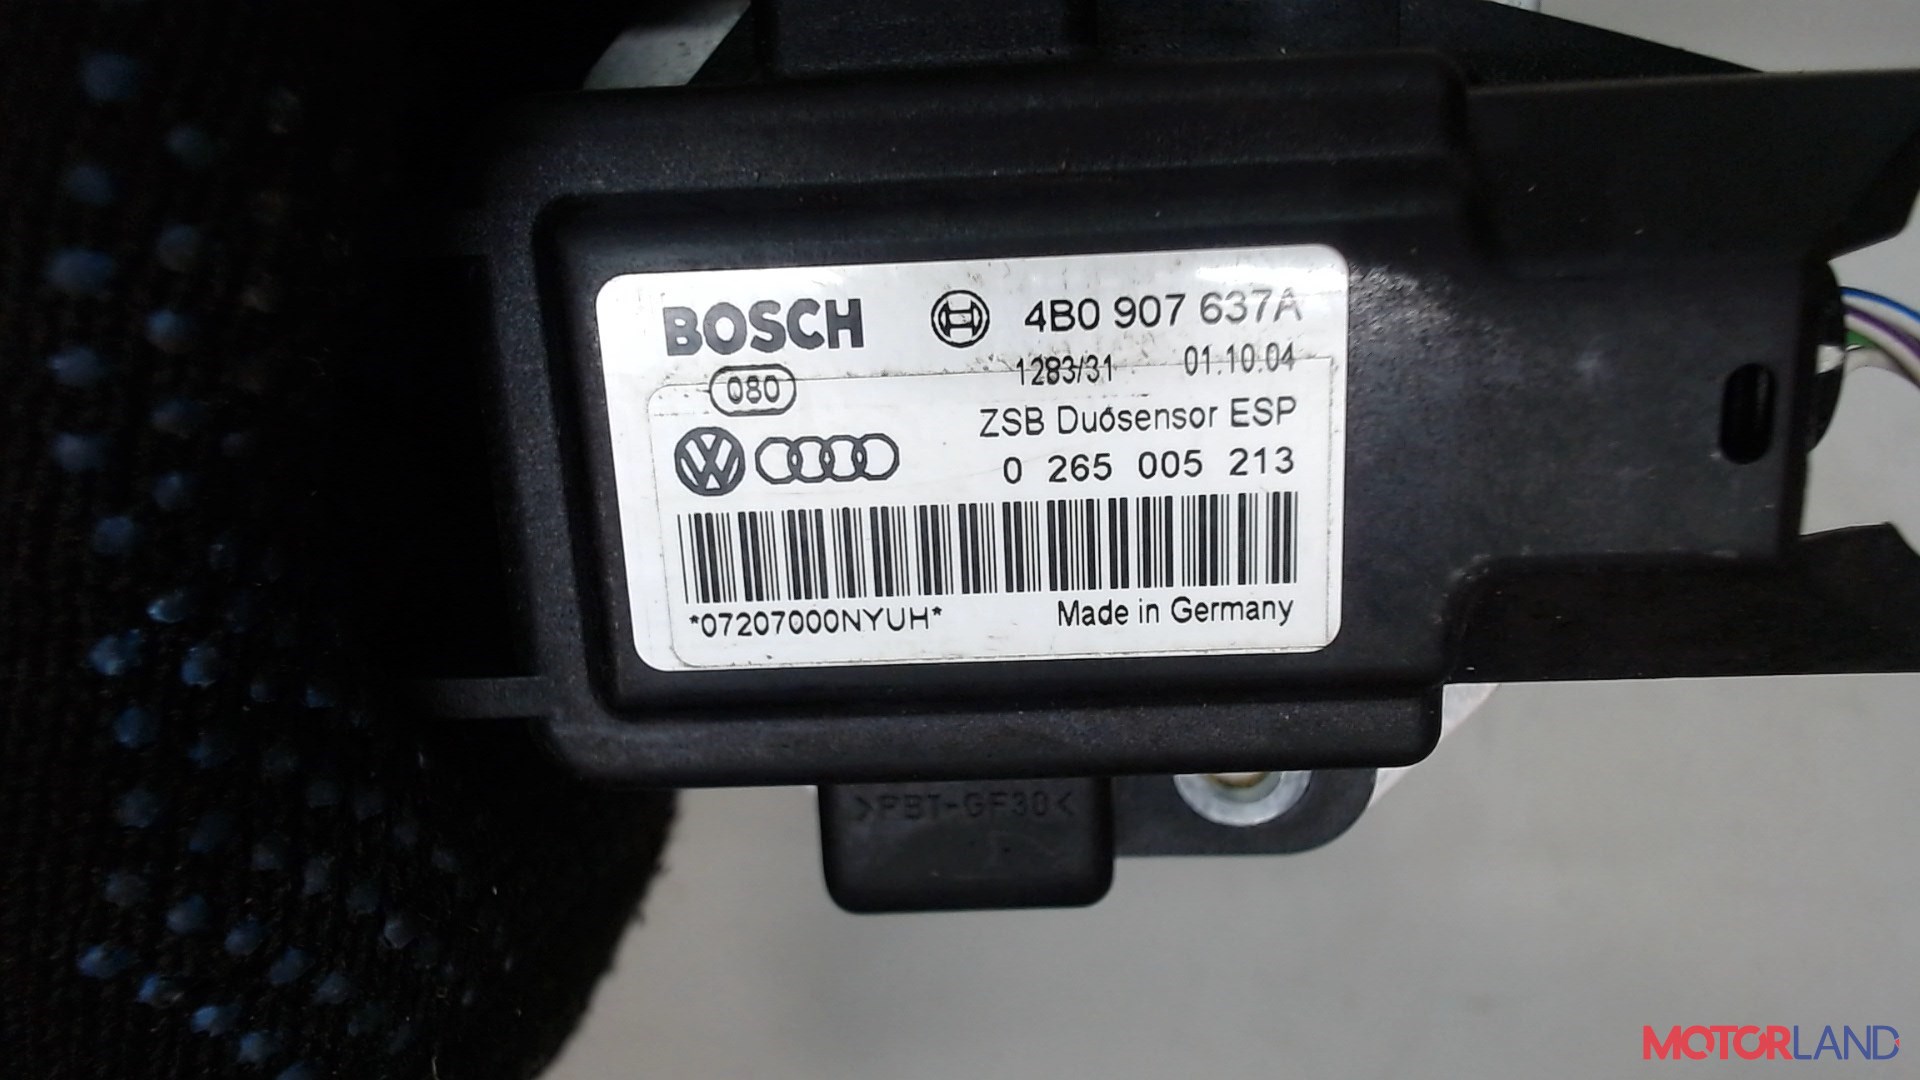 BOSCH 4B0 907 637A
1283/31 01.10.04
080
ZSB Duosensor ESP
0 265 005 213
*07207000NYUH* Made in Germany
>PBT-GF30<
MOTORLAND